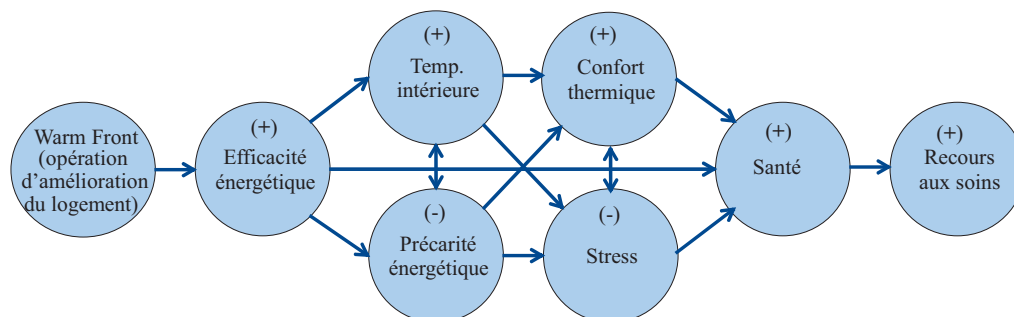 Warm Front
(opération
d’amélioration
du logement)
(+)
Efficacité
énergétique
(+)
Temp.
intérieure
(-)
Précarité
énergétique
(+)
Confort
thermique
(-)
Stress
(+)
Santé
(+)
Recours
aux soins